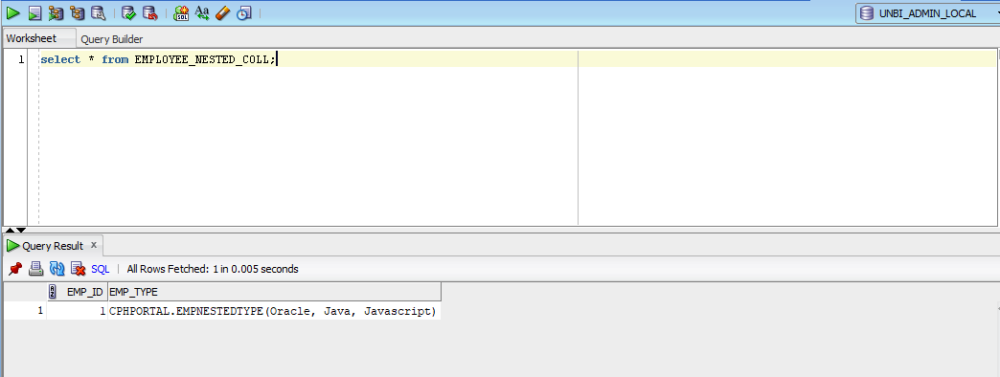 UNBI_ADMIN_LOCAL
Worksheet Query Builder
1 select * from EMPLOYEE_NESTED_COLL;
Query Result x
SQL | All Rows Fetched: 1 in 0.005 seconds
EMP_ID EMP_TYPE
1 1 CPHPORTAL.EMPNESTEDTYPE(Oracle, Java, Javascript)